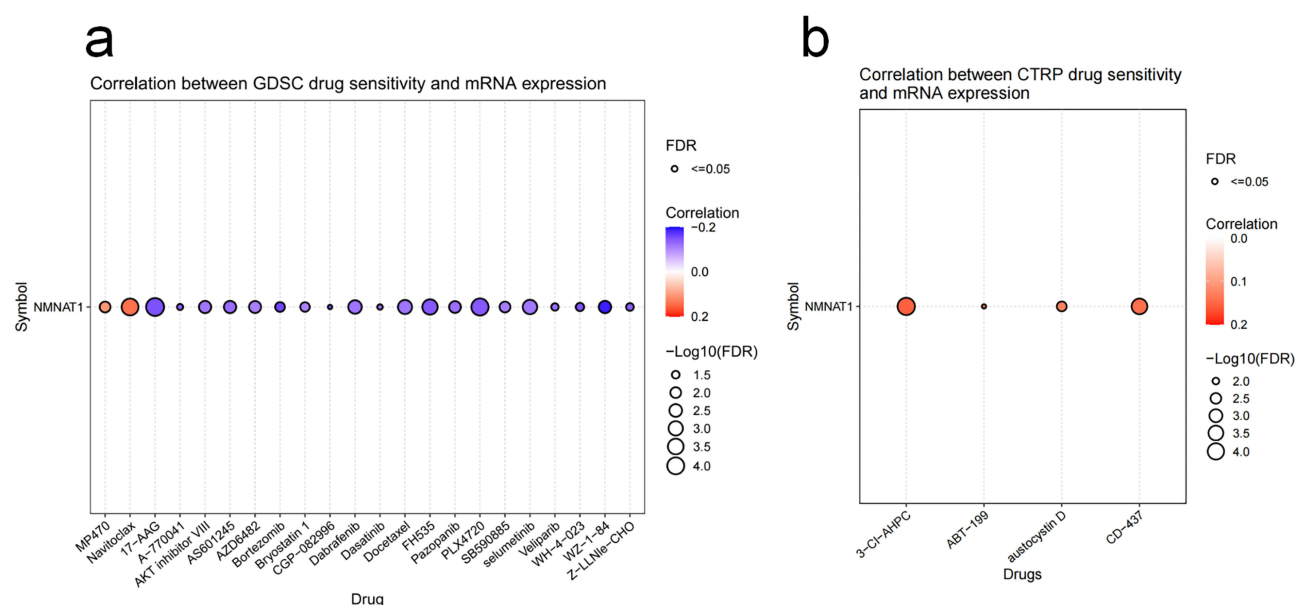 a
Correlation between GDSC drug sensitivity and mRNA expression
Symbol
NMNAT1
MP470
Navitoclax
17-AAG
A-770041
AKT inhibitor VIII
AS601245
AZD6482
Bortezomib
Bryostatin 1
CGP-082996
Dabrafenib
Dasatinib
Docetaxel
FH535
Pazopanib
PLX4720
SB590885
selumetinib
Veliparib
WH-4-023
WZ-1-84
Z-LLNle-CHO
Drug
FDR
<=0.05
Correlation
-0.2
0.0
0.2
-Log10(FDR)
1.5
2.0
2.5
3.0
3.5
4.0
b
Correlation between CTRP drug sensitivity
and mRNA expression
Symbol
NMNAT1
3-Cl-AHPC
ABT-199
austocystin D
CD-437
Drugs
FDR
<=0.05
Correlation
0.0
0.1
0.2
-Log10(FDR)
2.0
2.5
3.0
3.5
4.0